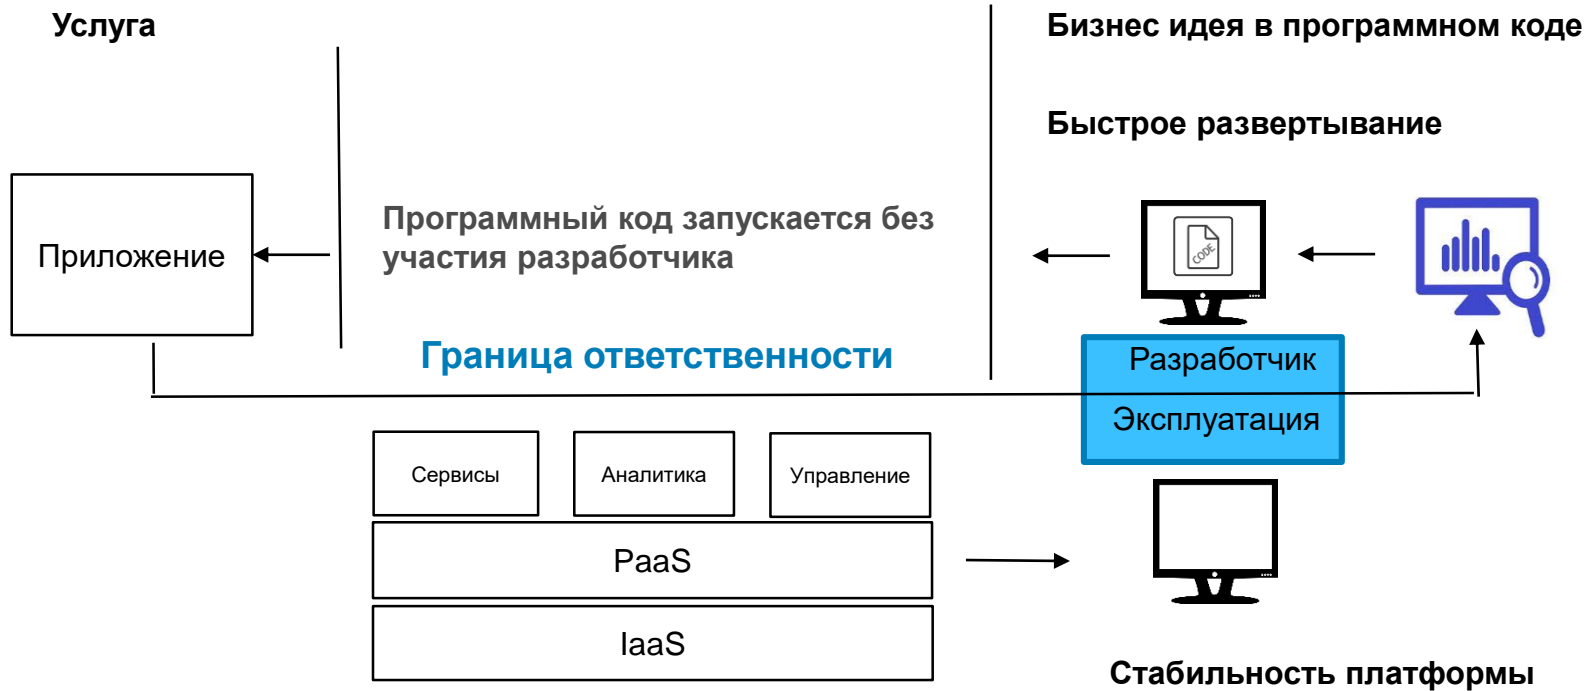 Услуга
Бизнес идея в программном коде
Быстрое развертывание
Приложение
Программный код запускается без
участия разработчика
CODE
Граница ответственности
Разработчик
Эксплуатация
Сервисы
Аналитика
Управление
PaaS
IaaS
Стабильность платформы